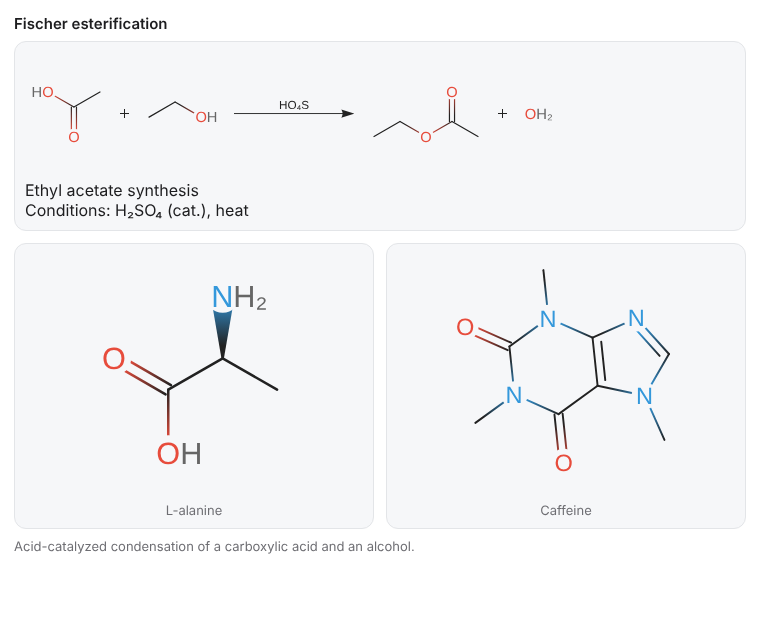 Fischer esterification
HO
O
+
OH
HO₄S
O
O
+
OH₂
Ethyl acetate synthesis
Conditions: H₂SO₄ (cat.), heat
NH₂
O
OH
L-alanine
O
N
N
N
N
O
Caffeine
Acid-catalyzed condensation of a carboxylic acid and an alcohol.